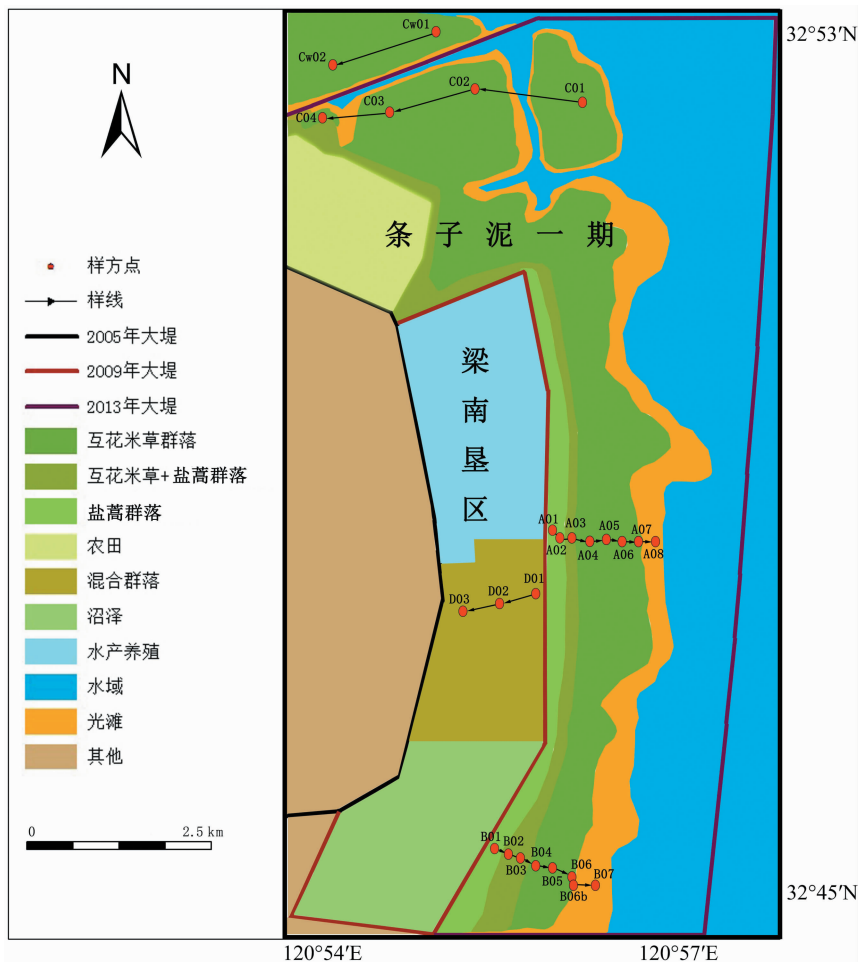 N
样方点
样线
2005年大堤
2009年大堤
2013年大堤
互花米草群落
互花米草+盐蒿群落
盐蒿群落
农田
混合群落
沼泽
水产养殖
水域
光滩
其他
0 2.5 km
Cw01
Cw02
C01
C02
C03
C04
条子泥一期
梁南垦区
A01
A02
A03
A04
A05
A06
A07
A08
D01
D02
D03
B01
B02
B03
B04
B05
B06
B06b
B07
32°53′N
32°45′N
120°54′E
120°57′E